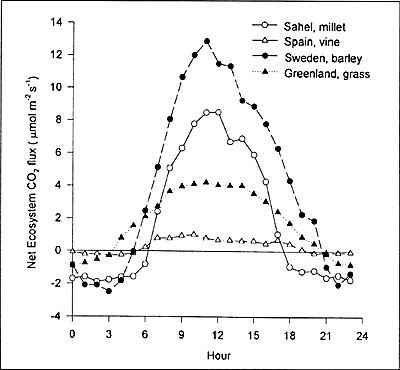 Sahel, millet
Spain, vine
Sweden, barley
Greenland, grass
Net Ecosystem CO2 flux ( µmol m-2 s-1)
14
12
10
8
6
4
2
0
-2
-4
0 3 6 9 12 15 18 21 24
Hour